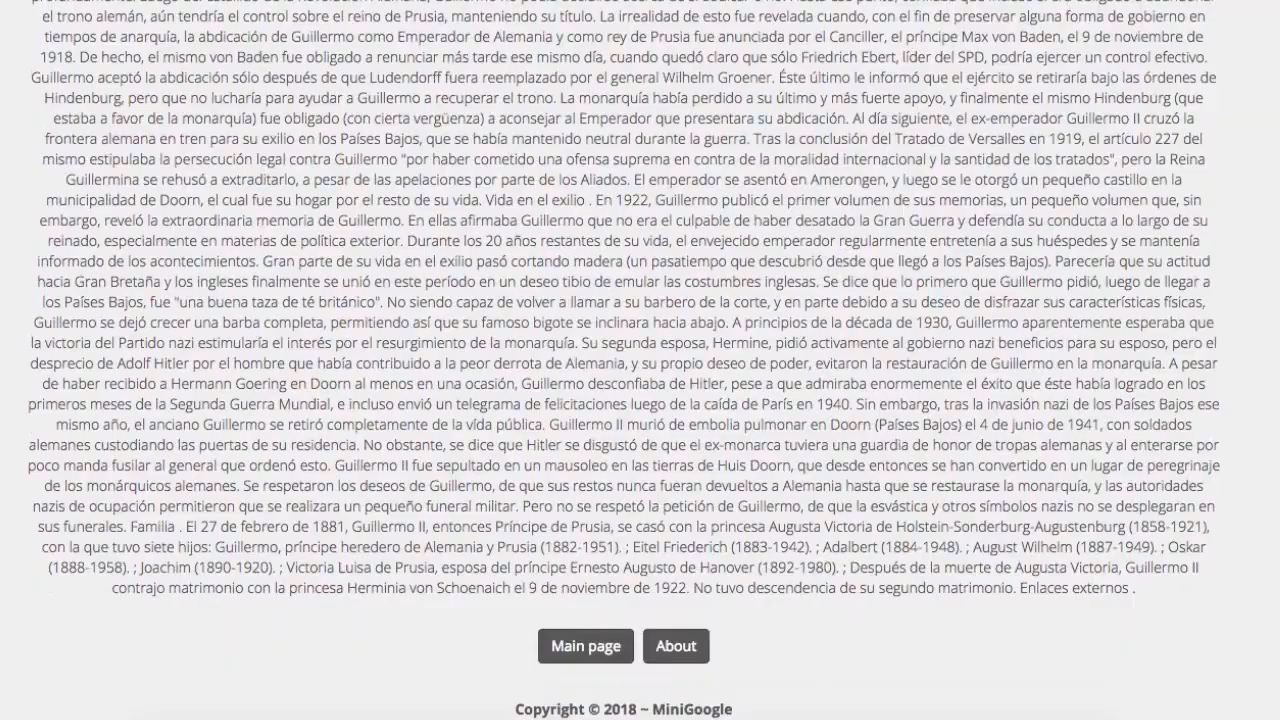 el trono alemán, aún tendría el control sobre el reino de Prusia, manteniendo su título. La irrealidad de esto fue revelada cuando, con el fin de preservar alguna forma de gobierno en
tiempos de anarquía, la abdicación de Guillermo como Emperador de Alemania y como rey de Prusia fue anunciada por el Canciller, el príncipe Max von Baden, el 9 de noviembre de
1918. De hecho, el mismo von Baden fue obligado a renunciar más tarde ese mismo día, cuando quedó claro que sólo Friedrich Ebert, líder del SPD, podría ejercer un control efectivo.
Guillermo aceptó la abdicación sólo después de que Ludendorff fuera reemplazado por el general Wilhelm Groener. Éste último le informó que el ejército se retiraría bajo las órdenes de
Hindenburg, pero que no lucharía para ayudar a Guillermo a recuperar el trono. La monarquía había perdido a su último y más fuerte apoyo, y finalmente el mismo Hindenburg (que
estaba a favor de la monarquía) fue obligado (con cierta vergüenza) a aconsejar al Emperador que presentara su abdicación. Al día siguiente, el ex-emperador Guillermo II cruzó la
frontera alemana en tren para su exilio en los Países Bajos, que se había mantenido neutral durante la guerra. Tras la conclusión del Tratado de Versalles en 1919, el artículo 227 del
mismo estipulaba la persecución legal contra Guillermo "por haber cometido una ofensa suprema en contra de la moralidad internacional y la santidad de los tratados", pero la Reina
Guillermina se rehusó a extraditarlo, a pesar de las apelaciones por parte de los Aliados. El emperador se asentó en Amerongen, y luego se le otorgó un pequeño castillo en la
municipalidad de Doorn, el cual fue su hogar por el resto de su vida. Vida en el exilio . En 1922, Guillermo publicó el primer volumen de sus memorias, un pequeño volumen que, sin
embargo, reveló la extraordinaria memoria de Guillermo. En ellas afirmaba Guillermo que no era el culpable de haber desatado la Gran Guerra y defendía su conducta a lo largo de su
reinado, especialmente en materias de política exterior. Durante los 20 años restantes de su vida, el envejecido emperador regularmente entretenía a sus huéspedes y se mantenía
informado de los acontecimientos. Gran parte de su vida en el exilio pasó cortando madera (un pasatiempo que descubrió desde que llegó a los Países Bajos). Parecería que su actitud
hacia Gran Bretaña y los ingleses finalmente se unió en este período en un deseo tibio de emular las costumbres inglesas. Se dice que lo primero que Guillermo pidió, luego de llegar a
los Países Bajos, fue "una buena taza de té británico". No siendo capaz de volver a llamar a su barbero de la corte, y en parte debido a su deseo de disfrazar sus características físicas,
Guillermo se dejó crecer una barba completa, permitiendo así que su famoso bigote se inclinara hacia abajo. A principios de la década de 1930, Guillermo aparentemente esperaba que
la victoria del Partido nazi estimularía el interés por el resurgimiento de la monarquía. Su segunda esposa, Hermine, pidió activamente al gobierno nazi beneficios para su esposo, pero el
desprecio de Adolf Hitler por el hombre que había contribuido a la peor derrota de Alemania, y su propio deseo de poder, evitaron la restauración de Guillermo en la monarquía. A pesar
de haber recibido a Hermann Goering en Doorn al menos en una ocasión, Guillermo desconfiaba de Hitler, pese a que admiraba enormemente el éxito que éste había logrado en los
primeros meses de la Segunda Guerra Mundial, e incluso envió un telegrama de felicitaciones luego de la caída de París en 1940. Sin embargo, tras la invasión nazi de los Países Bajos ese
mismo año, el anciano Guillermo se retiró completamente de la vída pública. Guillermo II murió de embolia pulmonar en Doorn (Países Bajos) el 4 de junio de 1941, con soldados
alemanes custodiando las puertas de su residencia. No obstante, se dice que Hitler se disgustó de que el ex-monarca tuviera una guardia de honor de tropas alemanas y al enterarse por
poco manda fusilar al general que ordenó esto. Guillermo II fue sepultado en un mausoleo en las tierras de Huis Doorn, que desde entonces se han convertido en un lugar de peregrinaje
de los monárquicos alemanes. Se respetaron los deseos de Guillermo, de que sus restos nunca fueran devueltos a Alemania hasta que se restaurase la monarquía, y las autoridades
nazis de ocupación permitieron que se realizara un pequeño funeral militar. Pero no se respetó la petición de Guillermo, de que la esvástica y otros símbolos nazis no se desplegaran en
sus funerales. Familia . El 27 de febrero de 1881, Guillermo II, entonces Príncipe de Prusia, se casó con la princesa Augusta Victoria de Holstein-Sonderburg-Augustenburg (1858-1921),
con la que tuvo siete hijos: Guillermo, príncipe heredero de Alemania y Prusia (1882-1951). ; Eitel Friederich (1883-1942). ; Adalbert (1884-1948). ; August Wilhelm (1887-1949). ; Oskar
(1888-1958). ; Joachim (1890-1920). ; Victoria Luisa de Prusia, esposa del príncipe Ernesto Augusto de Hanover (1892-1980). ; Después de la muerte de Augusta Victoria, Guillermo II
contrajo matrimonio con la princesa Herminia von Schoenaich el 9 de noviembre de 1922. No tuvo descendencia de su segundo matrimonio. Enlaces externos .
Main page
About
Copyright © 2018 ~ MiniGoogle